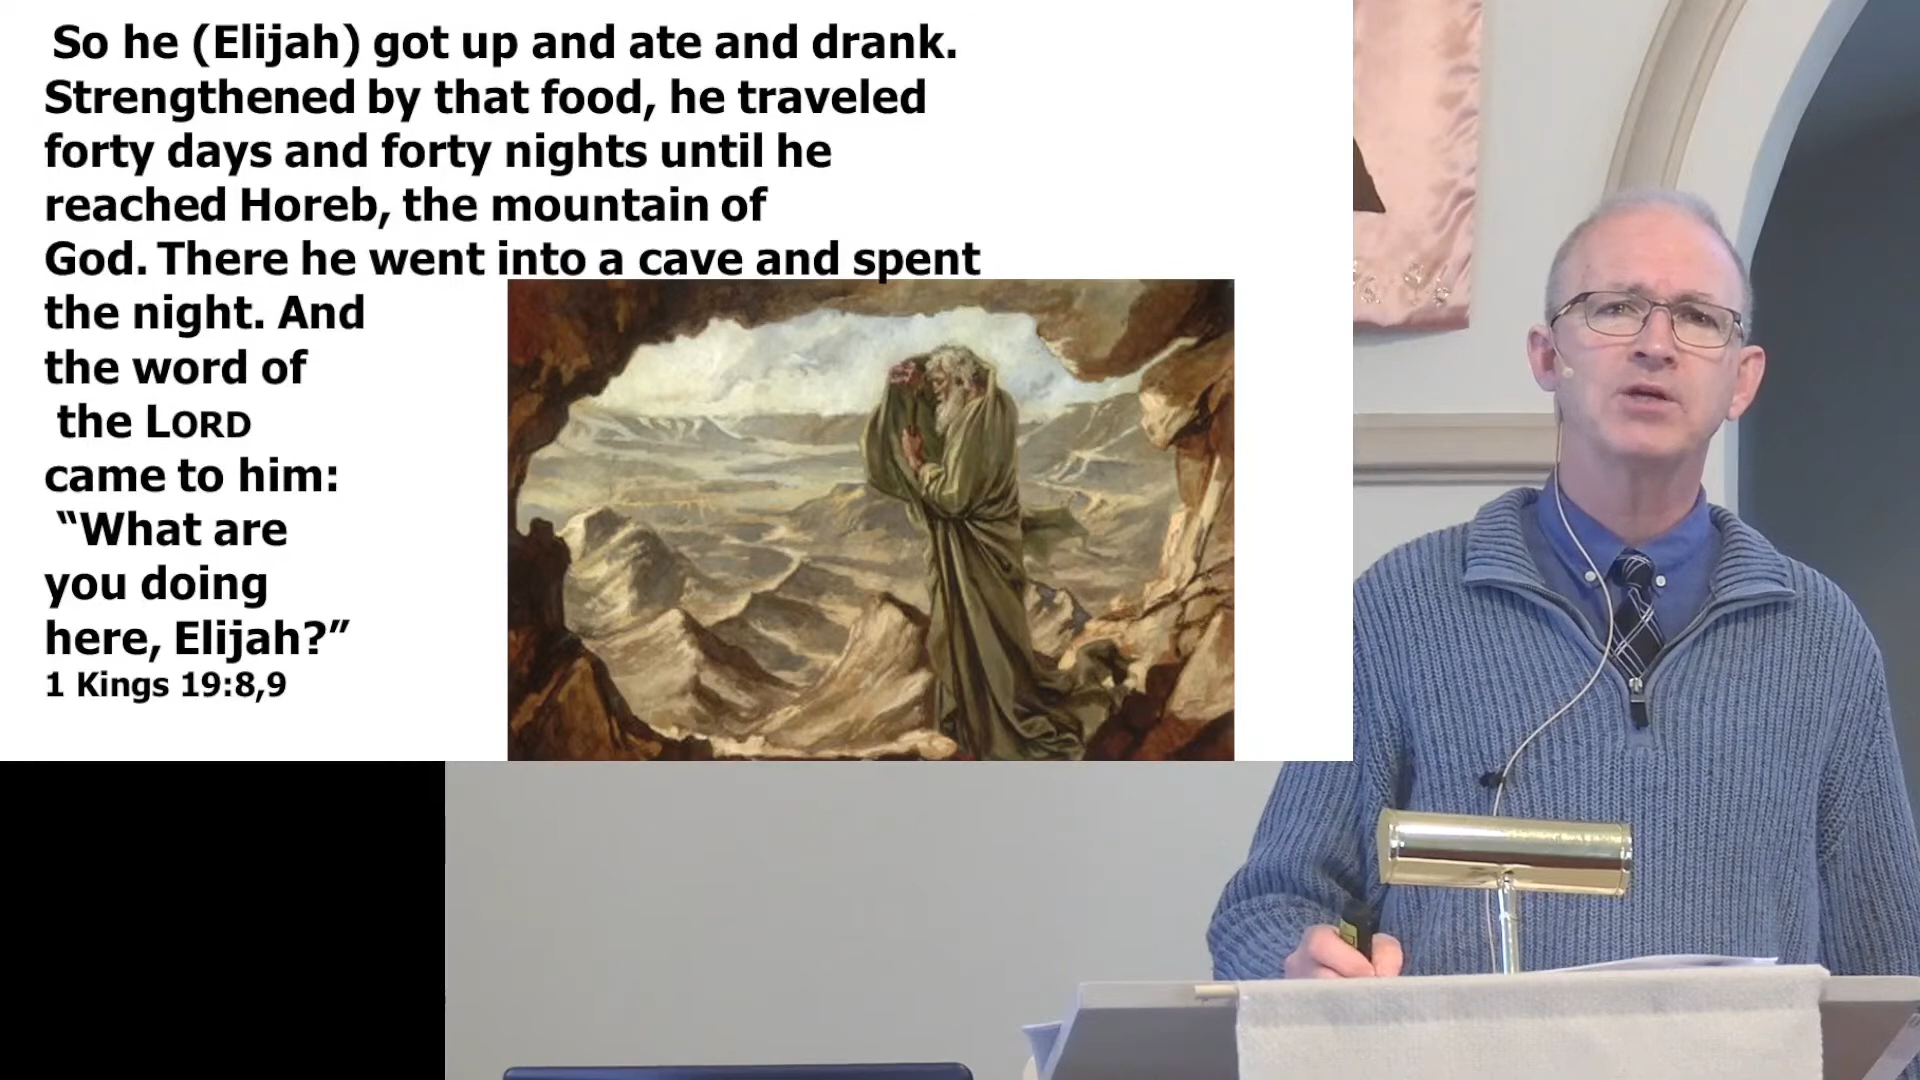 So he (Elijah) got up and ate and drank.
Strengthened by that food, he traveled
forty days and forty nights until he
reached Horeb, the mountain of
God. There he went into a cave and spent
the night. And
the word of
the LORD
came to him:
“What are
you doing
here, Elijah?”
1 Kings 19:8,9